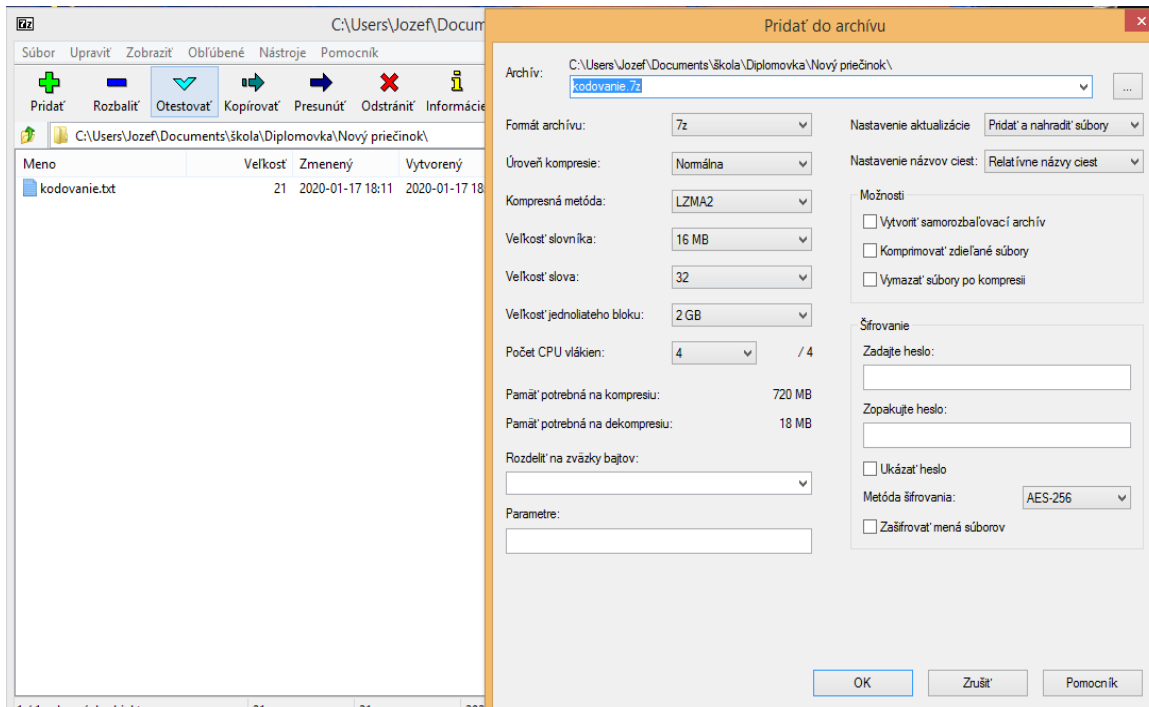 7z C:\Users\Jozef\Docum
Súbor Upraviť Zobraziť Obľúbené Nástroje Pomocník
Pridať Rozbaliť Otestovať Kopírovať Presunúť Odstrániť Informácie
C:\Users\Jozef\Documents\škola\Diplomovka\Nový priečinok\
Meno Veľkosť Zmenený Vytvorený
kodovanie.txt 21 2020-01-17 18:11 2020-01-17 18
Pridať do archívu
Archív: C:\Users\Jozef\Documents\škola\Diplomovka\Nový priečinok\
kodovanie.7z ...
Formát archívu: 7z
Úroveň kompresie: Normálna
Kompresná metóda: LZMA2
Veľkosť slovníka: 16 MB
Veľkosť slova: 32
Veľkosť jednoliateho bloku: 2 GB
Počet CPU vlákien: 4 / 4
Pamäť potrebná na kompresiu: 720 MB
Pamäť potrebná na dekompresiu: 18 MB
Rozdeliť na zväzky bajtov:
Parametre:
Nastavenie aktualizácie Pridať a nahradiť súbory
Nastavenie názvov ciest: Relatívne názvy ciest
Možnosti
Vytvoriť samorozbaľovací archív
Komprimovať zdieľané súbory
Vymazať súbory po kompresii
Šifrovanie
Zadajte heslo:
Zopakujte heslo:
Ukázať heslo
Metóda šifrovania: AES-256
Zašifrovať mená súborov
OK Zrušiť Pomocník